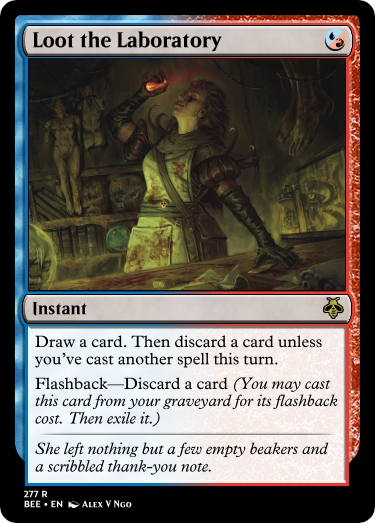 Loot the Laboratory
Instant
Draw a card. Then discard a card unless
you've cast another spell this turn.
Flashback—Discard a card (You may cast
this card from your graveyard for its flashback
cost. Then exile it.)
She left nothing but a few empty beakers and
a scribbled thank-you note.
277 R
BEE • EN Alex V Ngo